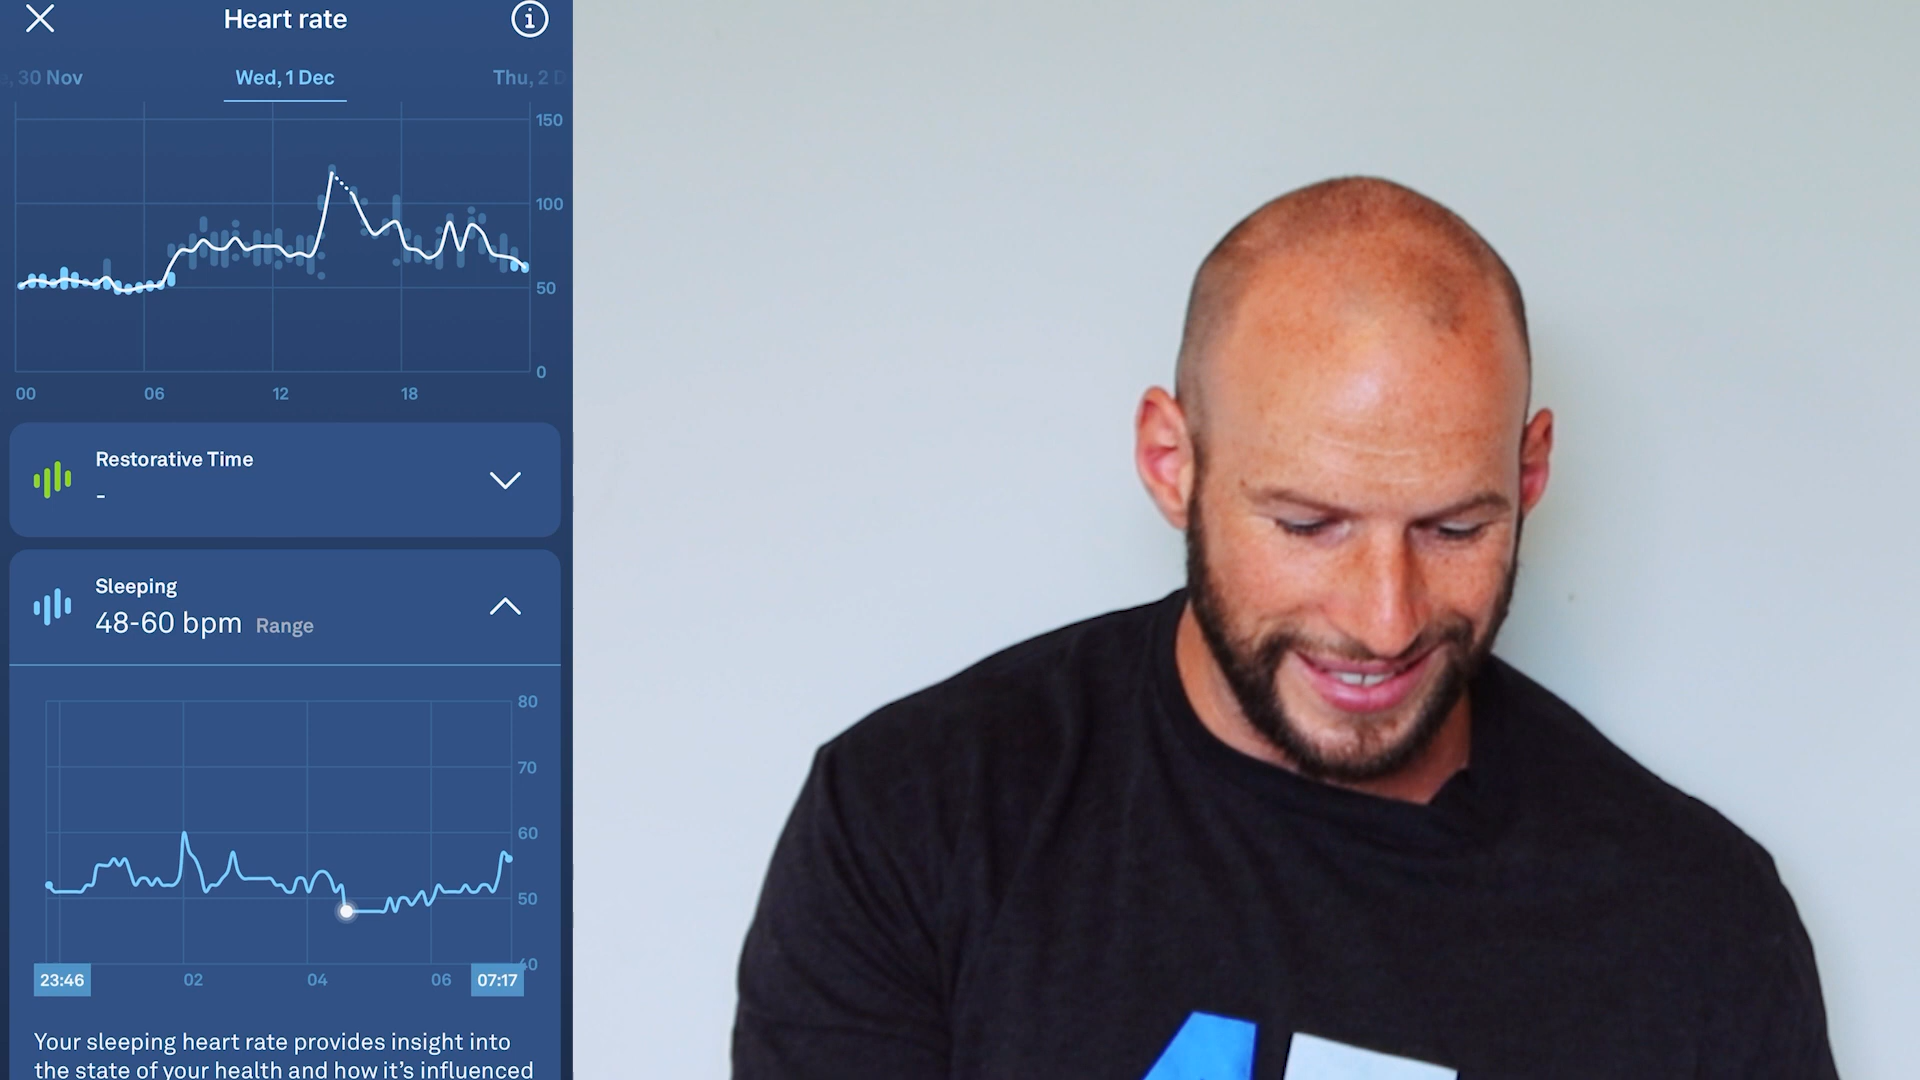 Heart rate
30 Nov
Wed, 1 Dec
Thu, 2 D
150
100
50
0
00 06 12 18
Restorative Time
-
Sleeping
48-60 bpm Range
80
70
60
50
40
23:46 02 04 06 07:17
Your sleeping heart rate provides insight into
the state of your health and how it's influenced